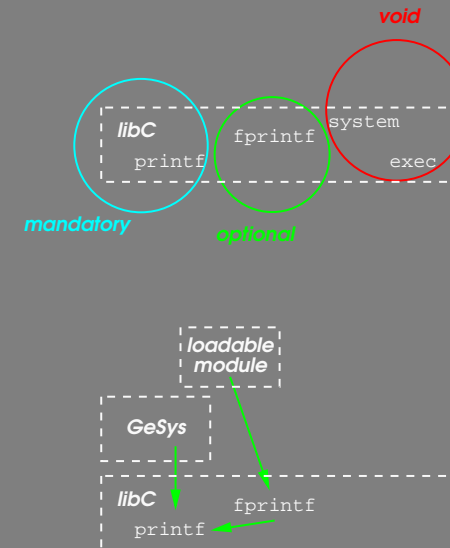 void
libC
system
fprintf
printf
exec
mandatory
optional
loadable
module
GeSys
libC
fprintf
printf